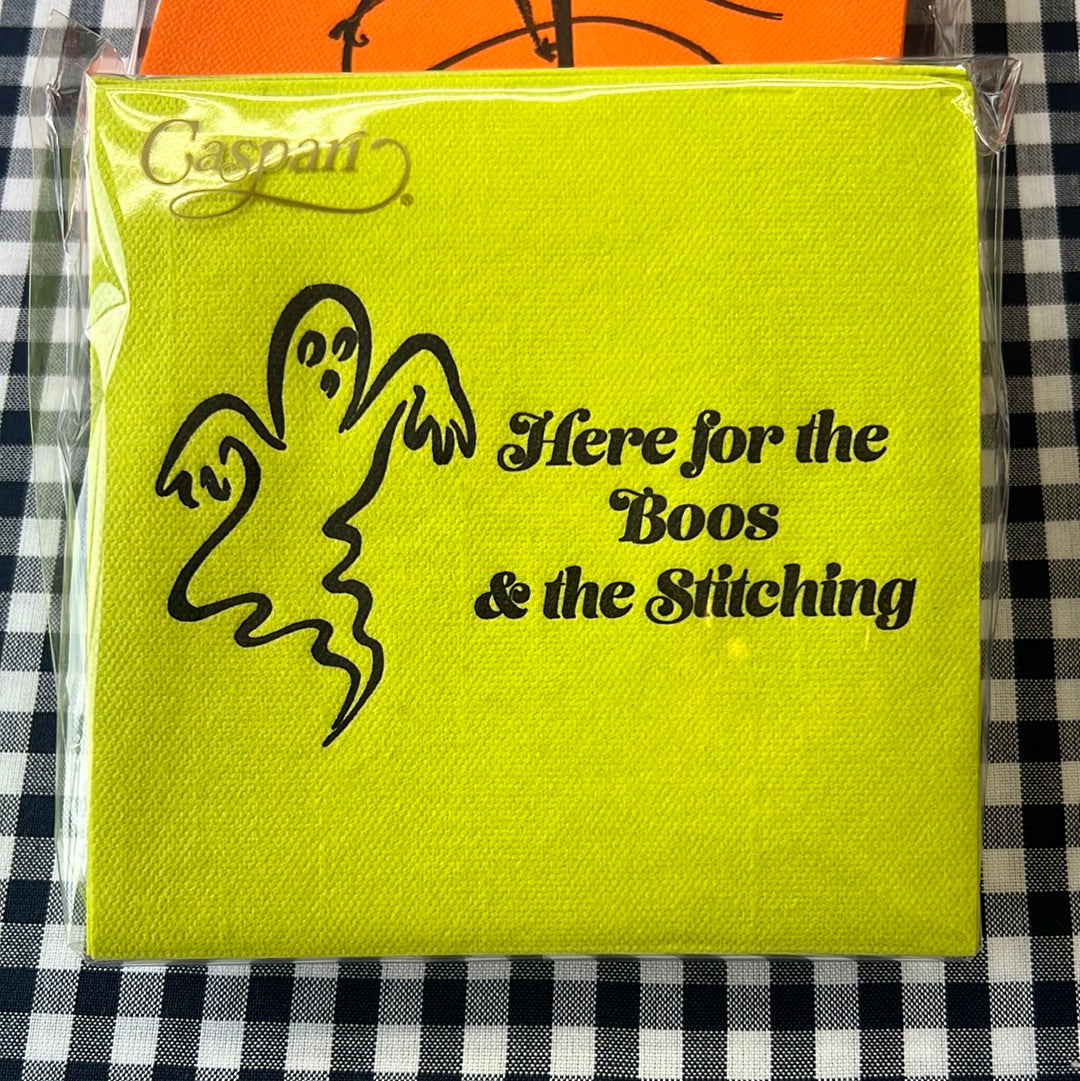 Caspari®
Here for the
Boos
& the Stitching